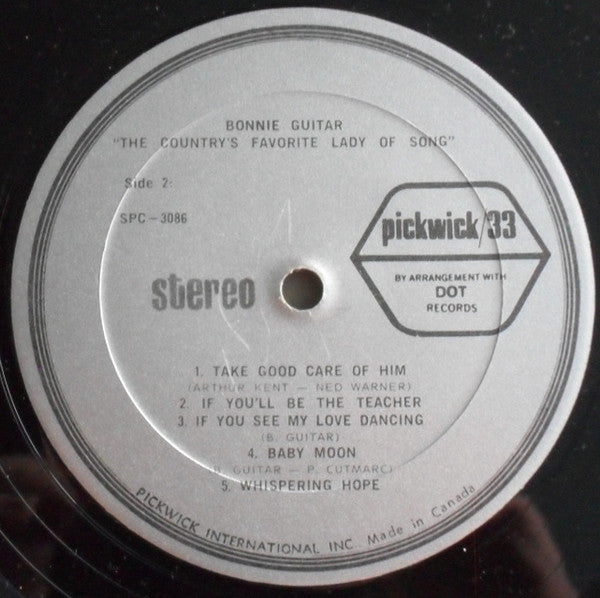 BONNIE GUITAR
"THE COUNTRY'S FAVORITE LADY OF SONG"
Side 2:
SPC-3086
pickwick/33
BY ARRANGEMENT WITH
DOT
RECORDS
stereo
1. TAKE GOOD CARE OF HIM
(ARTHUR KENT - NED WARNER)
2. IF YOU'LL BE THE TEACHER
3. IF YOU SEE MY LOVE DANCING
(B. GUITAR)
4. BABY MOON
(B. GUITAR - P. CUTMARC)
5. WHISPERING HOPE
PICKWICK INTERNATIONAL INC Made in Canada